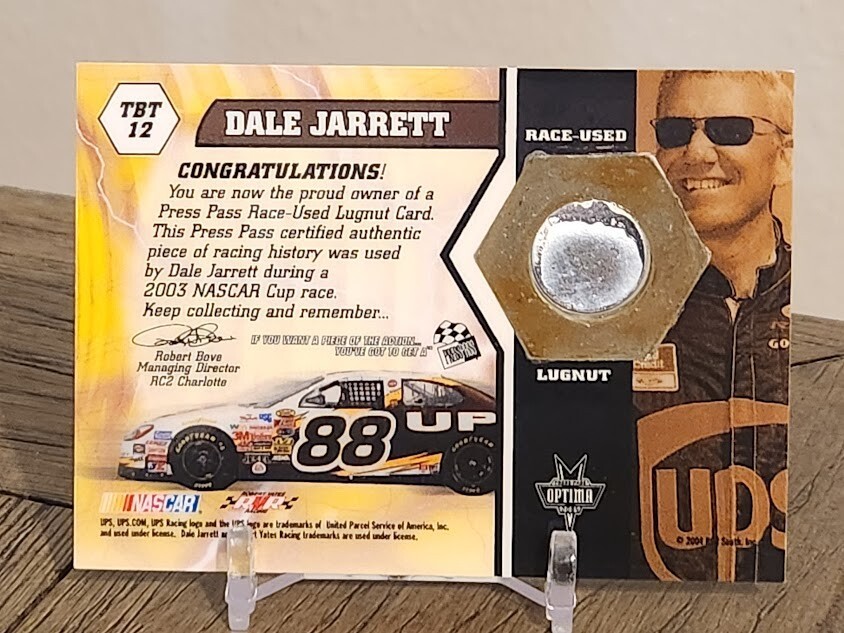 TBT
12
DALE JARRETT
CONGRATULATIONS!
You are now the proud owner of a
Press Pass Race-Used Lugnut Card.
This Press Pass certified authentic
piece of racing history was used
by Dale Jarrett during a
2003 NASCAR Cup race.
Keep collecting and remember...
Robert Bove
Managing Director
RC2 Charlotte
IF YOU WANT A PIECE OF THE ACTION...
YOU'VE GOT TO GET A
88
UP
GOODYEAR
NASCAR
UPS, UPS.COM, UPS Racing logo and the UPS logo are trademarks of United Parcel Service of America, Inc.
and used under license. Dale Jarrett Yates Racing trademarks are used under license.
RACE-USED
LUGNUT
OPTIMA
ups
© 2004